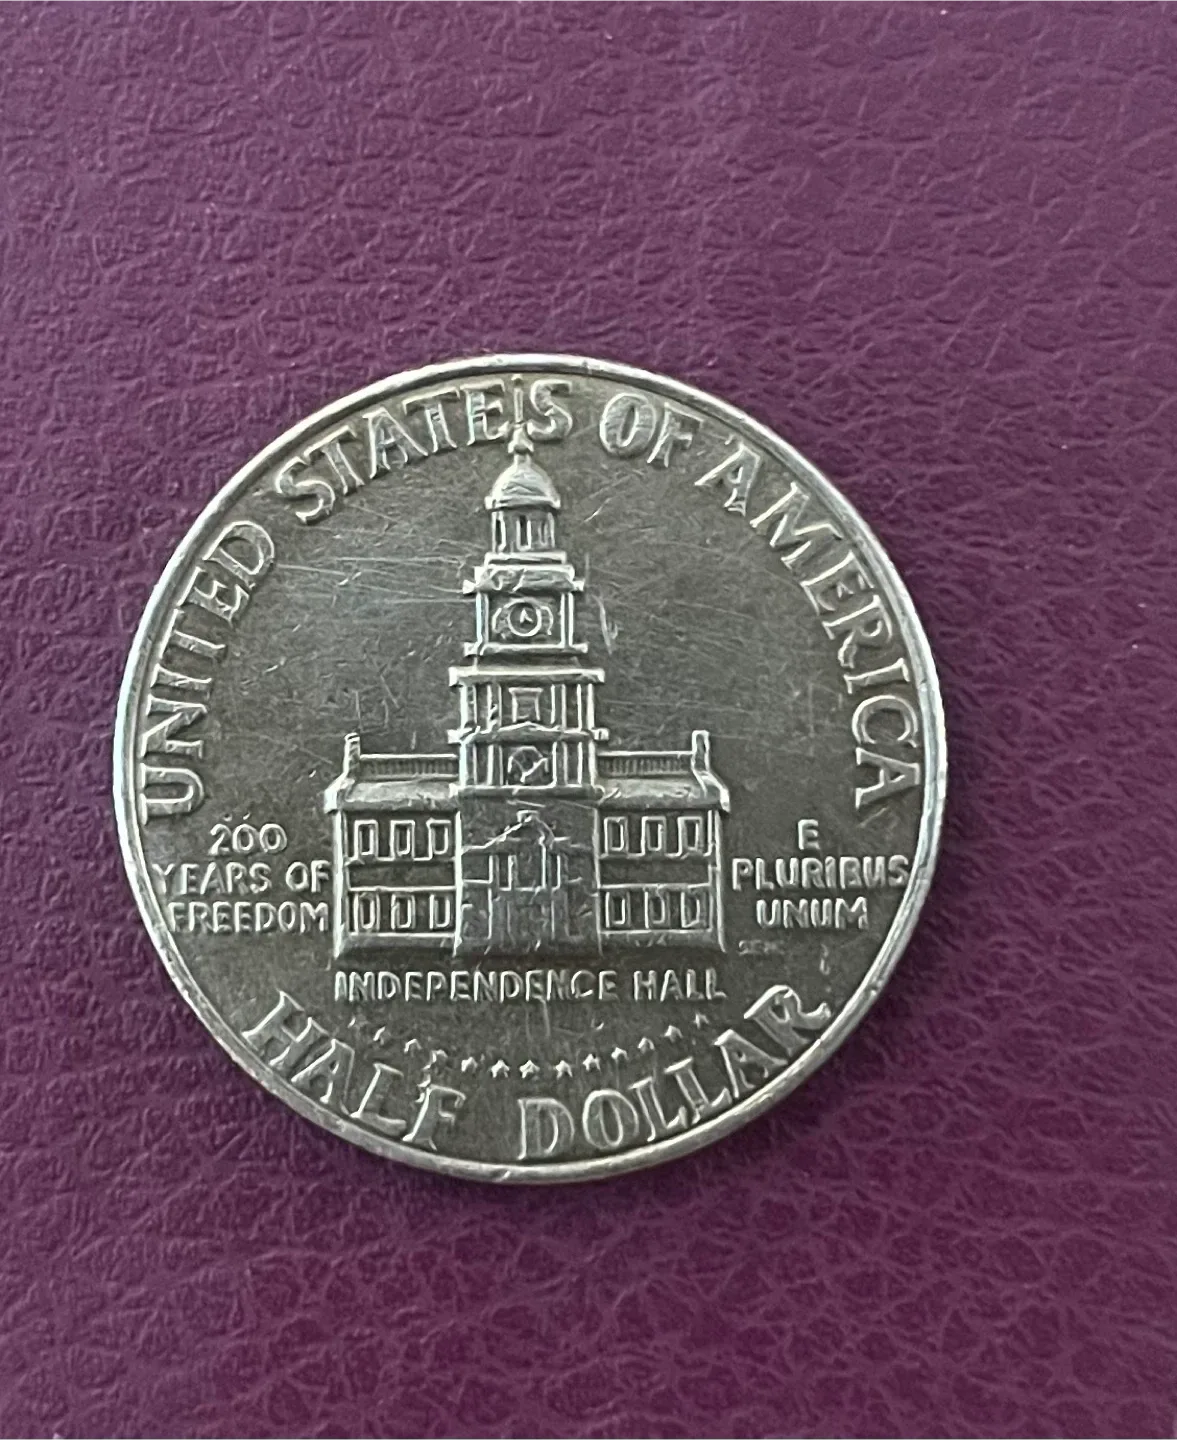 UNITED STATES OF AMERICA
200
YEARS OF
FREEDOM
E
PLURIBUS
UNUM
INDEPENDENCE HALL
HALF DOLLAR